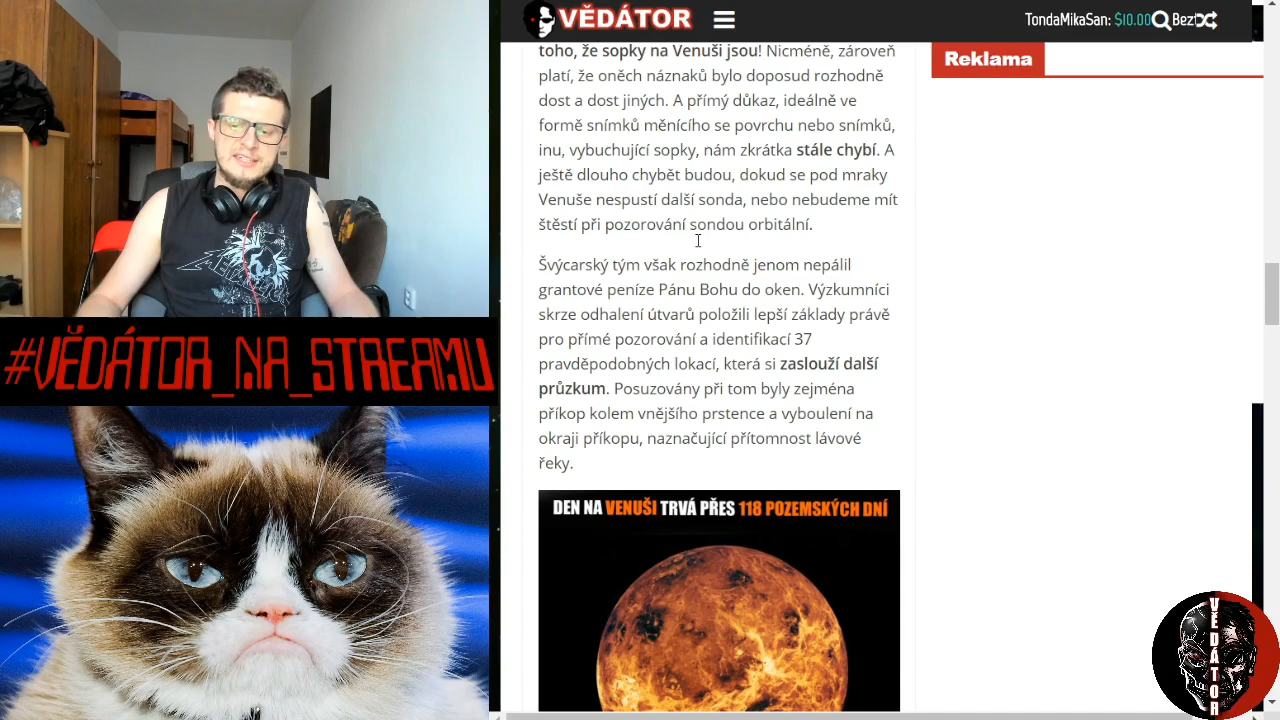 VĚDÁTOR
TondaMikaSan: $10.00
Bez
toho, že sopky na Venuši jsou! Nicméně, zároveň
platí, že oněch náznaků bylo doposud rozhodně
dost a dost jiných. A přímý důkaz, ideálně ve
formě snímků měnícího se povrchu nebo snímků,
inu, vybuchující sopky, nám zkrátka stále chybí. A
ještě dlouho chybět budou, dokud se pod mraky
Venuše nespustí další sonda, nebo nebudeme mít
štěstí při pozorování sondou orbitální.
Švýcarský tým však rozhodně jenom nepálil
grantové peníze Pánu Bohu do oken. Výzkumníci
skrze odhalení útvarů položili lepší základy právě
pro přímé pozorování a identifikací 37
pravděpodobných lokací, která si zaslouží další
průzkum. Posuzovány při tom byly zejména
příkop kolem vnějšího prstence a vyboulení na
okraji příkopu, naznačující přítomnost lávové
řeky.
DEN NA VENUŠI TRVÁ PŘES 118 POZEMSKÝCH DNÍ
Reklama
#VĚDÁTOR_NA_STREAMU
VĚDÁTOR